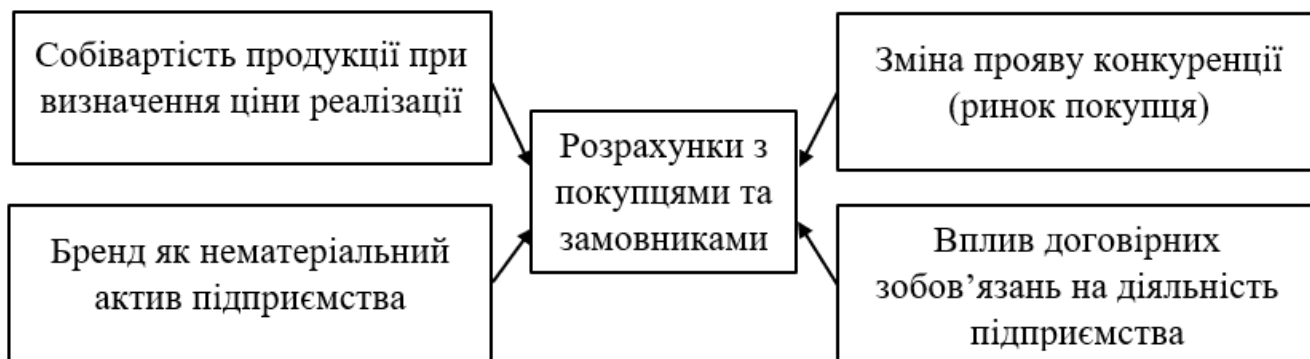 Собівартість продукції при
визначення ціни реалізації
Бренд як нематеріальний
актив підприємства
Розрахунки з
покупцями та
замовниками
Зміна прояву конкуренції
(ринок покупця)
Вплив договірних
зобов’язань на діяльність
підприємства